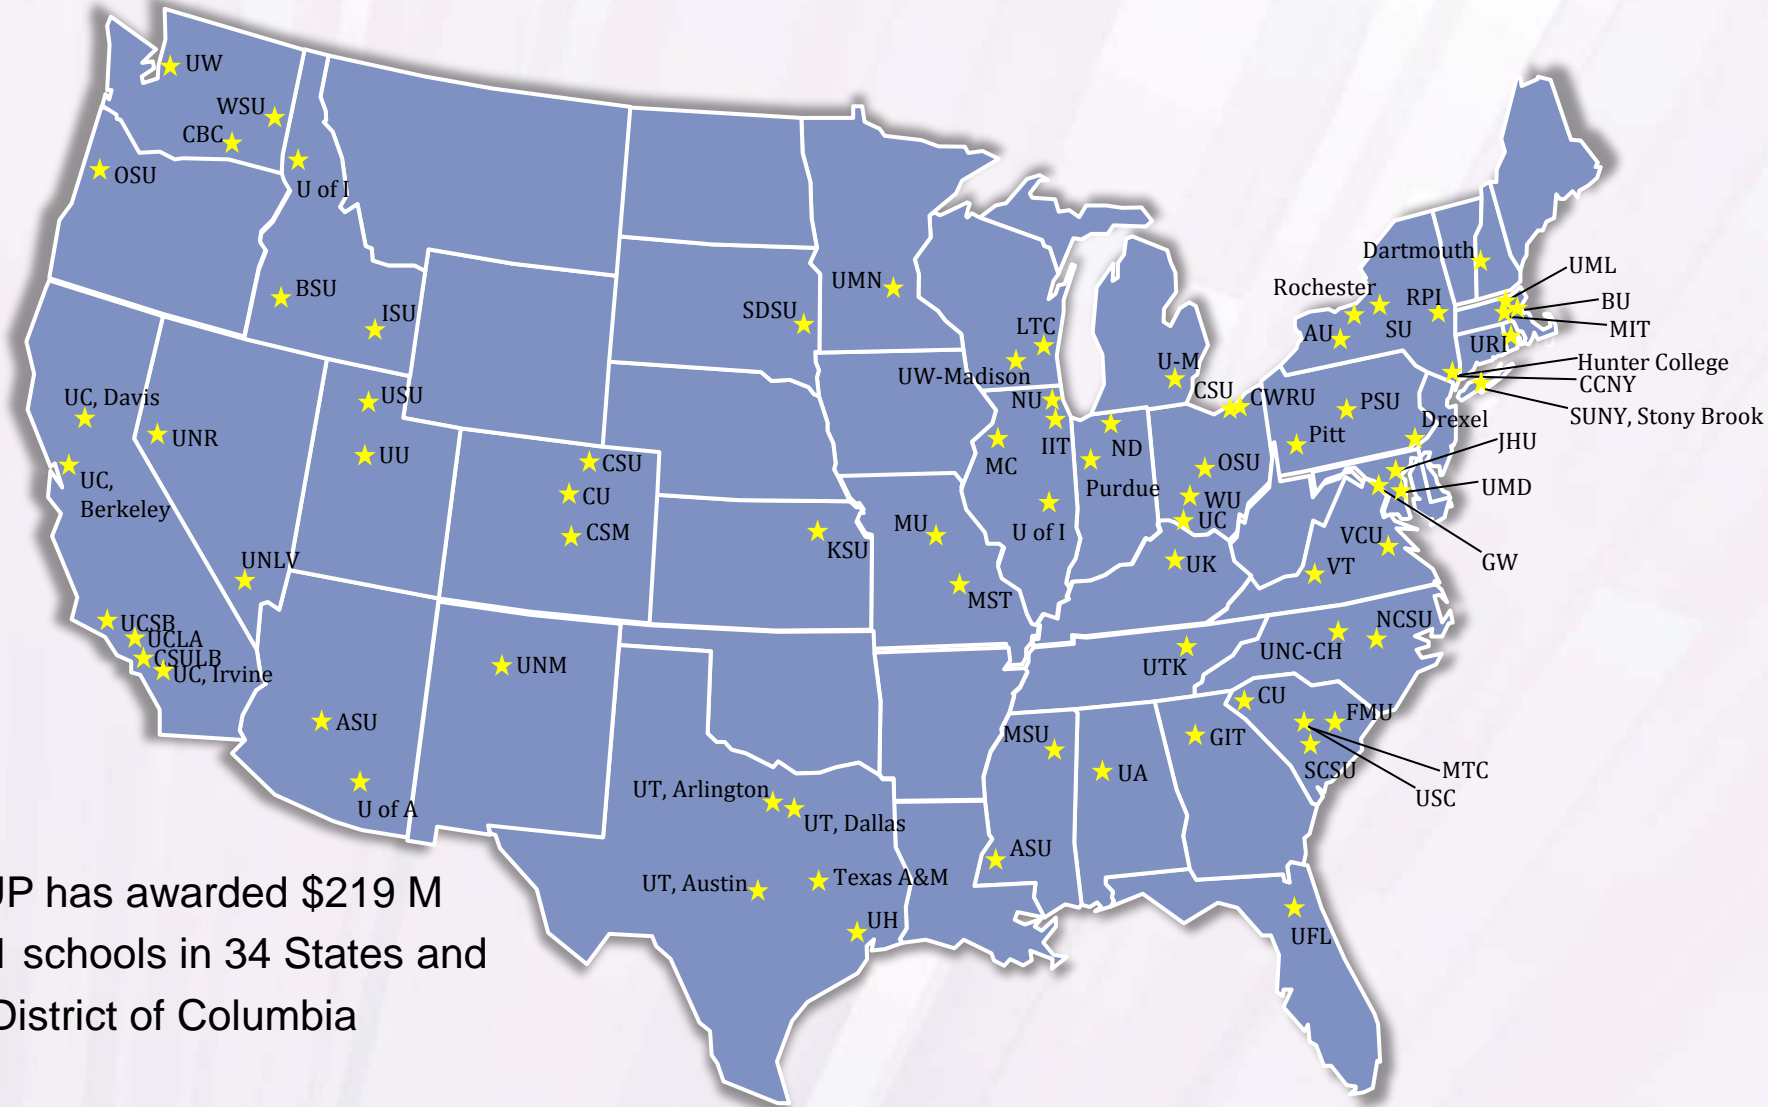 UW
WSU
CBC
OSU
U of I
BSU
ISU
UC, Davis
UNR
UC,
Berkeley
UNLV
UCSB
UCLA
CSULB
UC, Irvine
USU
UU
CSU
CU
CSM
ASU
U of A
UNM
SDSU
UMN
KSU
MU
MST
UT, Arlington
UT, Dallas
UT, Austin
Texas A&M
UH
LTC
UW-Madison
NU
IIT
MC
U of I
U-M
ND
Purdue
CSU
CWRU
OSU
WU
UC
UK
UTK
MSU
ASU
UA
GIT
UFL
CU
FMU
SCSU
MTC
USC
UNC-CH
NCSU
VCU
VT
Pitt
PSU
Drexel
JHU
UMD
GW
Dartmouth
Rochester
AU
SU
RPI
URI
UML
BU
MIT
Hunter College
CCNY
SUNY, Stony Brook
has awarded $219 M
schools in 34 States and
District of Columbia